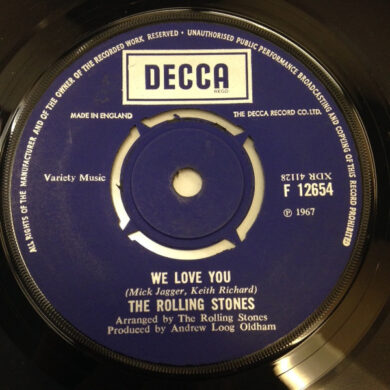 ALL RIGHTS OF THE MANUFACTURER AND OF THE OWNER OF THE RECORDED WORK RESERVED • UNAUTHORISED PUBLIC PERFORMANCE BROADCASTING AND COPYING OF THIS RECORD PROHIBITED
DECCA
REGD
MADE IN ENGLAND
THE DECCA RECORD CO. LTD.
Variety Music
XDR 41128
F 12654
℗ 1967
WE LOVE YOU
(Mick Jagger, Keith Richard)
THE ROLLING STONES
Arranged by The Rolling Stones
Produced by Andrew Loog Oldham